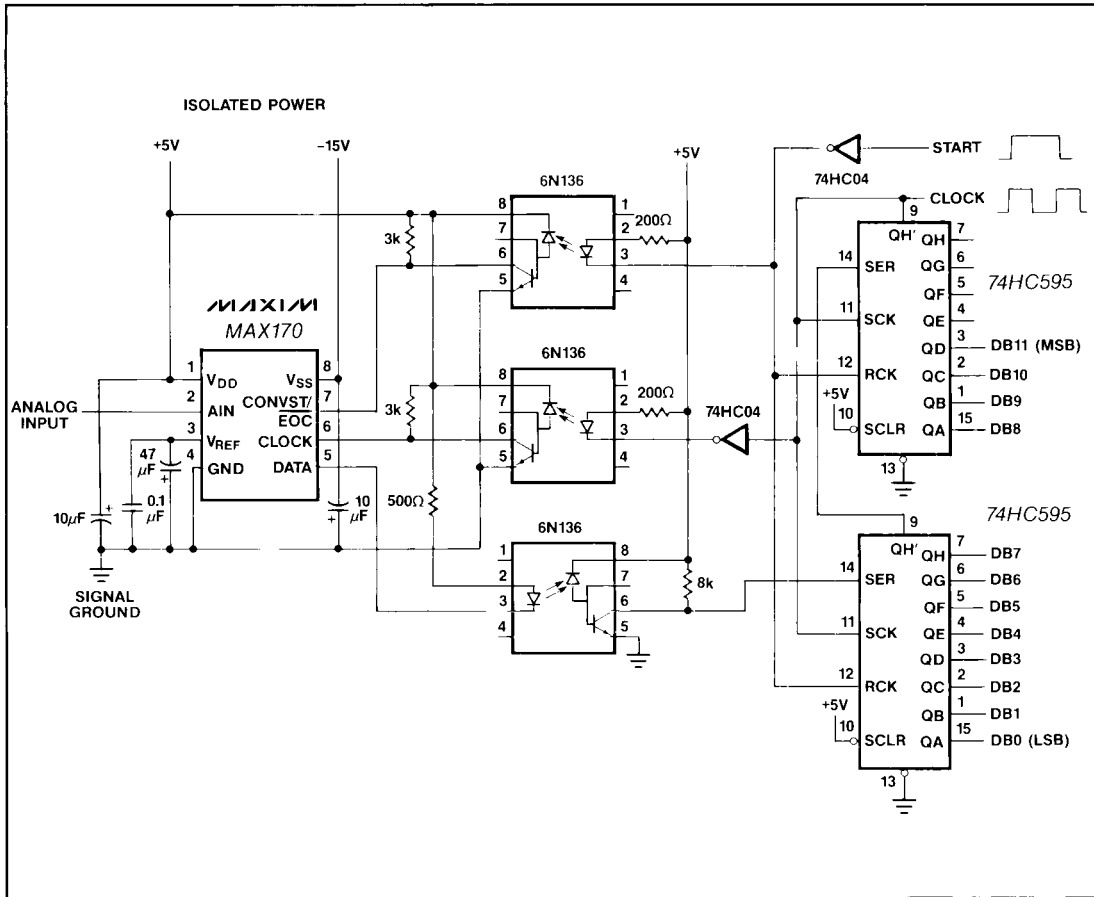 ISOLATED POWER
+5V
-15V
+5V
START
74HC04
CLOCK
6N136
8
7
6
5
1
2
3
4
200Ω
3k
MAXIM
MAX170
1
2
3
4
VDD
AIN
VREF
GND
VSS
CONVST/
EOC
CLOCK
DATA
8
7
6
5
ANALOG
INPUT
47
µF
0.1
µF
10µF
10
µF
SIGNAL
GROUND
6N136
8
7
6
5
1
2
3
4
200Ω
3k
74HC04
500Ω
6N136
1
2
3
4
8
7
6
5
8k
9
QH'
74HC595
14 SER
11 SCK
12 RCK
+5V
10 SCLR
13
QH 7
QG 6
QF 5
QE 4
QD 3 DB11 (MSB)
QC 2 DB10
QB 1 DB9
QA 15 DB8
9
QH'
74HC595
14 SER
11 SCK
12 RCK
+5V
10 SCLR
13
QH 7 DB7
QG 6 DB6
QF 5 DB5
QE 4 DB4
QD 3 DB3
QC 2 DB2
QB 1 DB1
QA 15 DB0 (LSB)